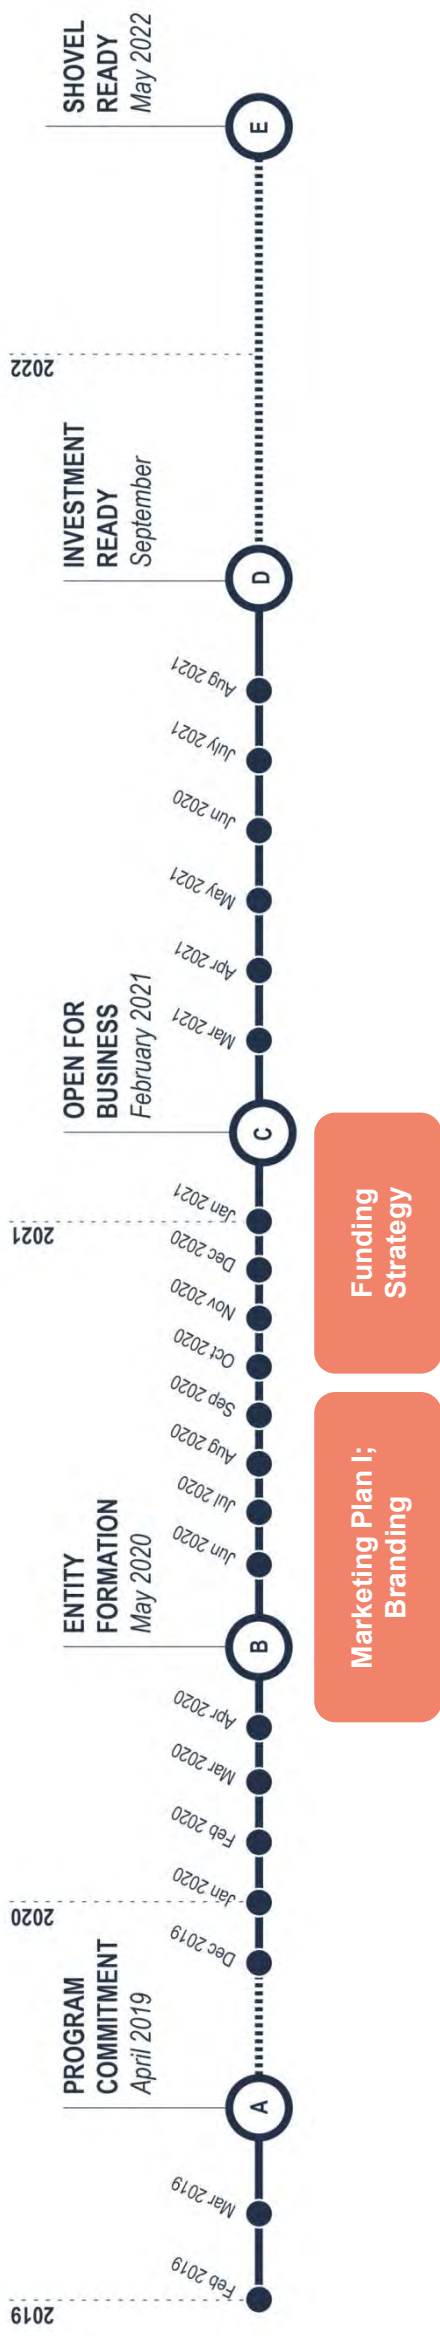 2019
Feb 2019
Mar 2019
PROGRAM
COMMITMENT
April 2019
A
Dec 2019
2020
Jan 2020
Feb 2020
Mar 2020
Apr 2020
ENTITY
FORMATION
May 2020
B
Jun 2020
Jul 2020
Aug 2020
Sep 2020
Oct 2020
Nov 2020
Dec 2020
2021
Jan 2021
OPEN FOR
BUSINESS
February 2021
C
Mar 2021
Apr 2021
May 2021
Jun 2020
July 2021
Aug 2021
INVESTMENT
READY
September
D
2022
SHOVEL
READY
May 2022
E
Marketing Plan I;
Branding
Funding
Strategy